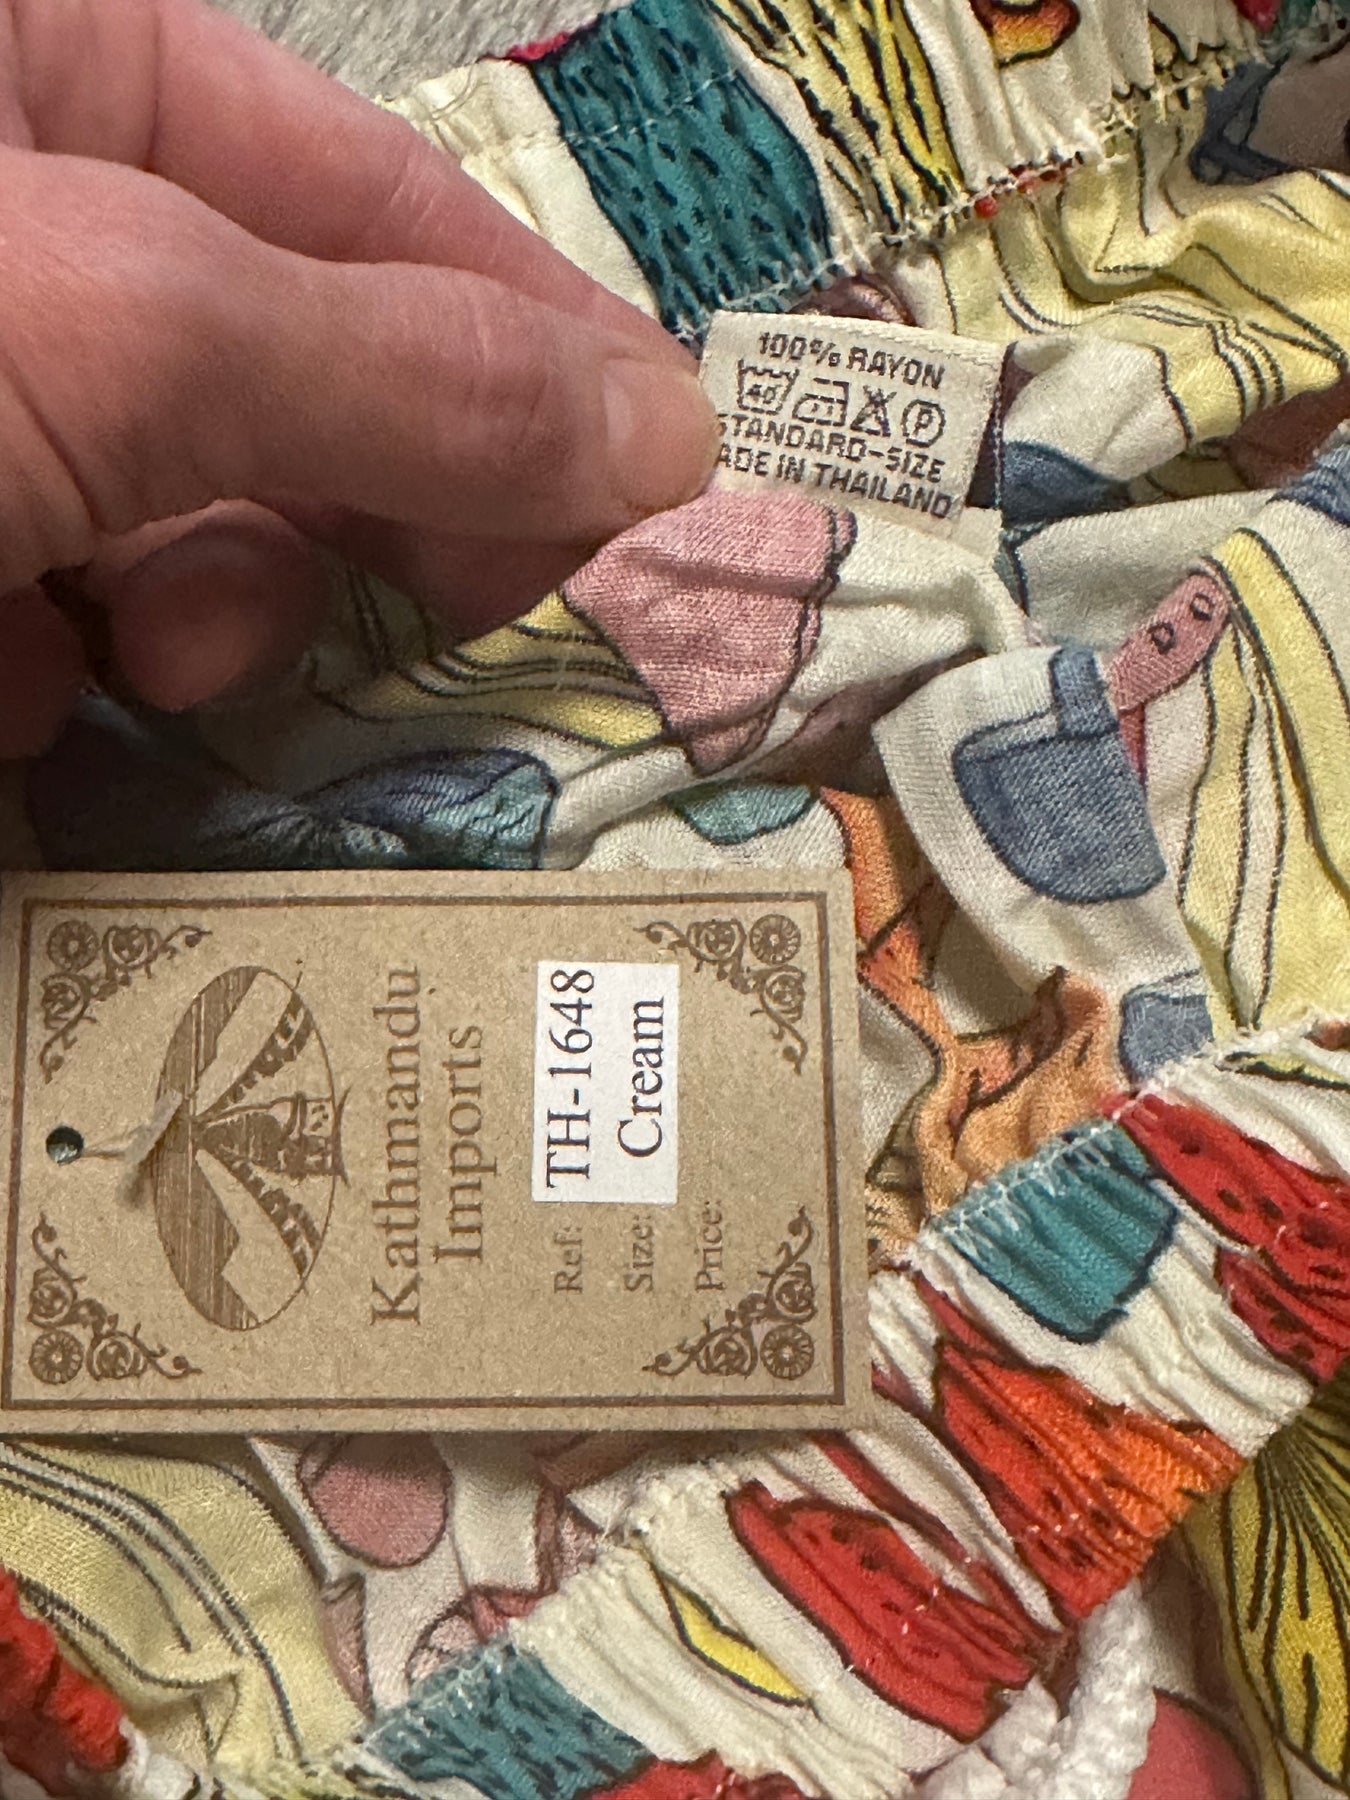 100% RAYON
40
P
STANDARD-SIZE
ADE IN THAILAND
Kathmandu
Imports
Ref: TH-1648
Size: Cream
Price: